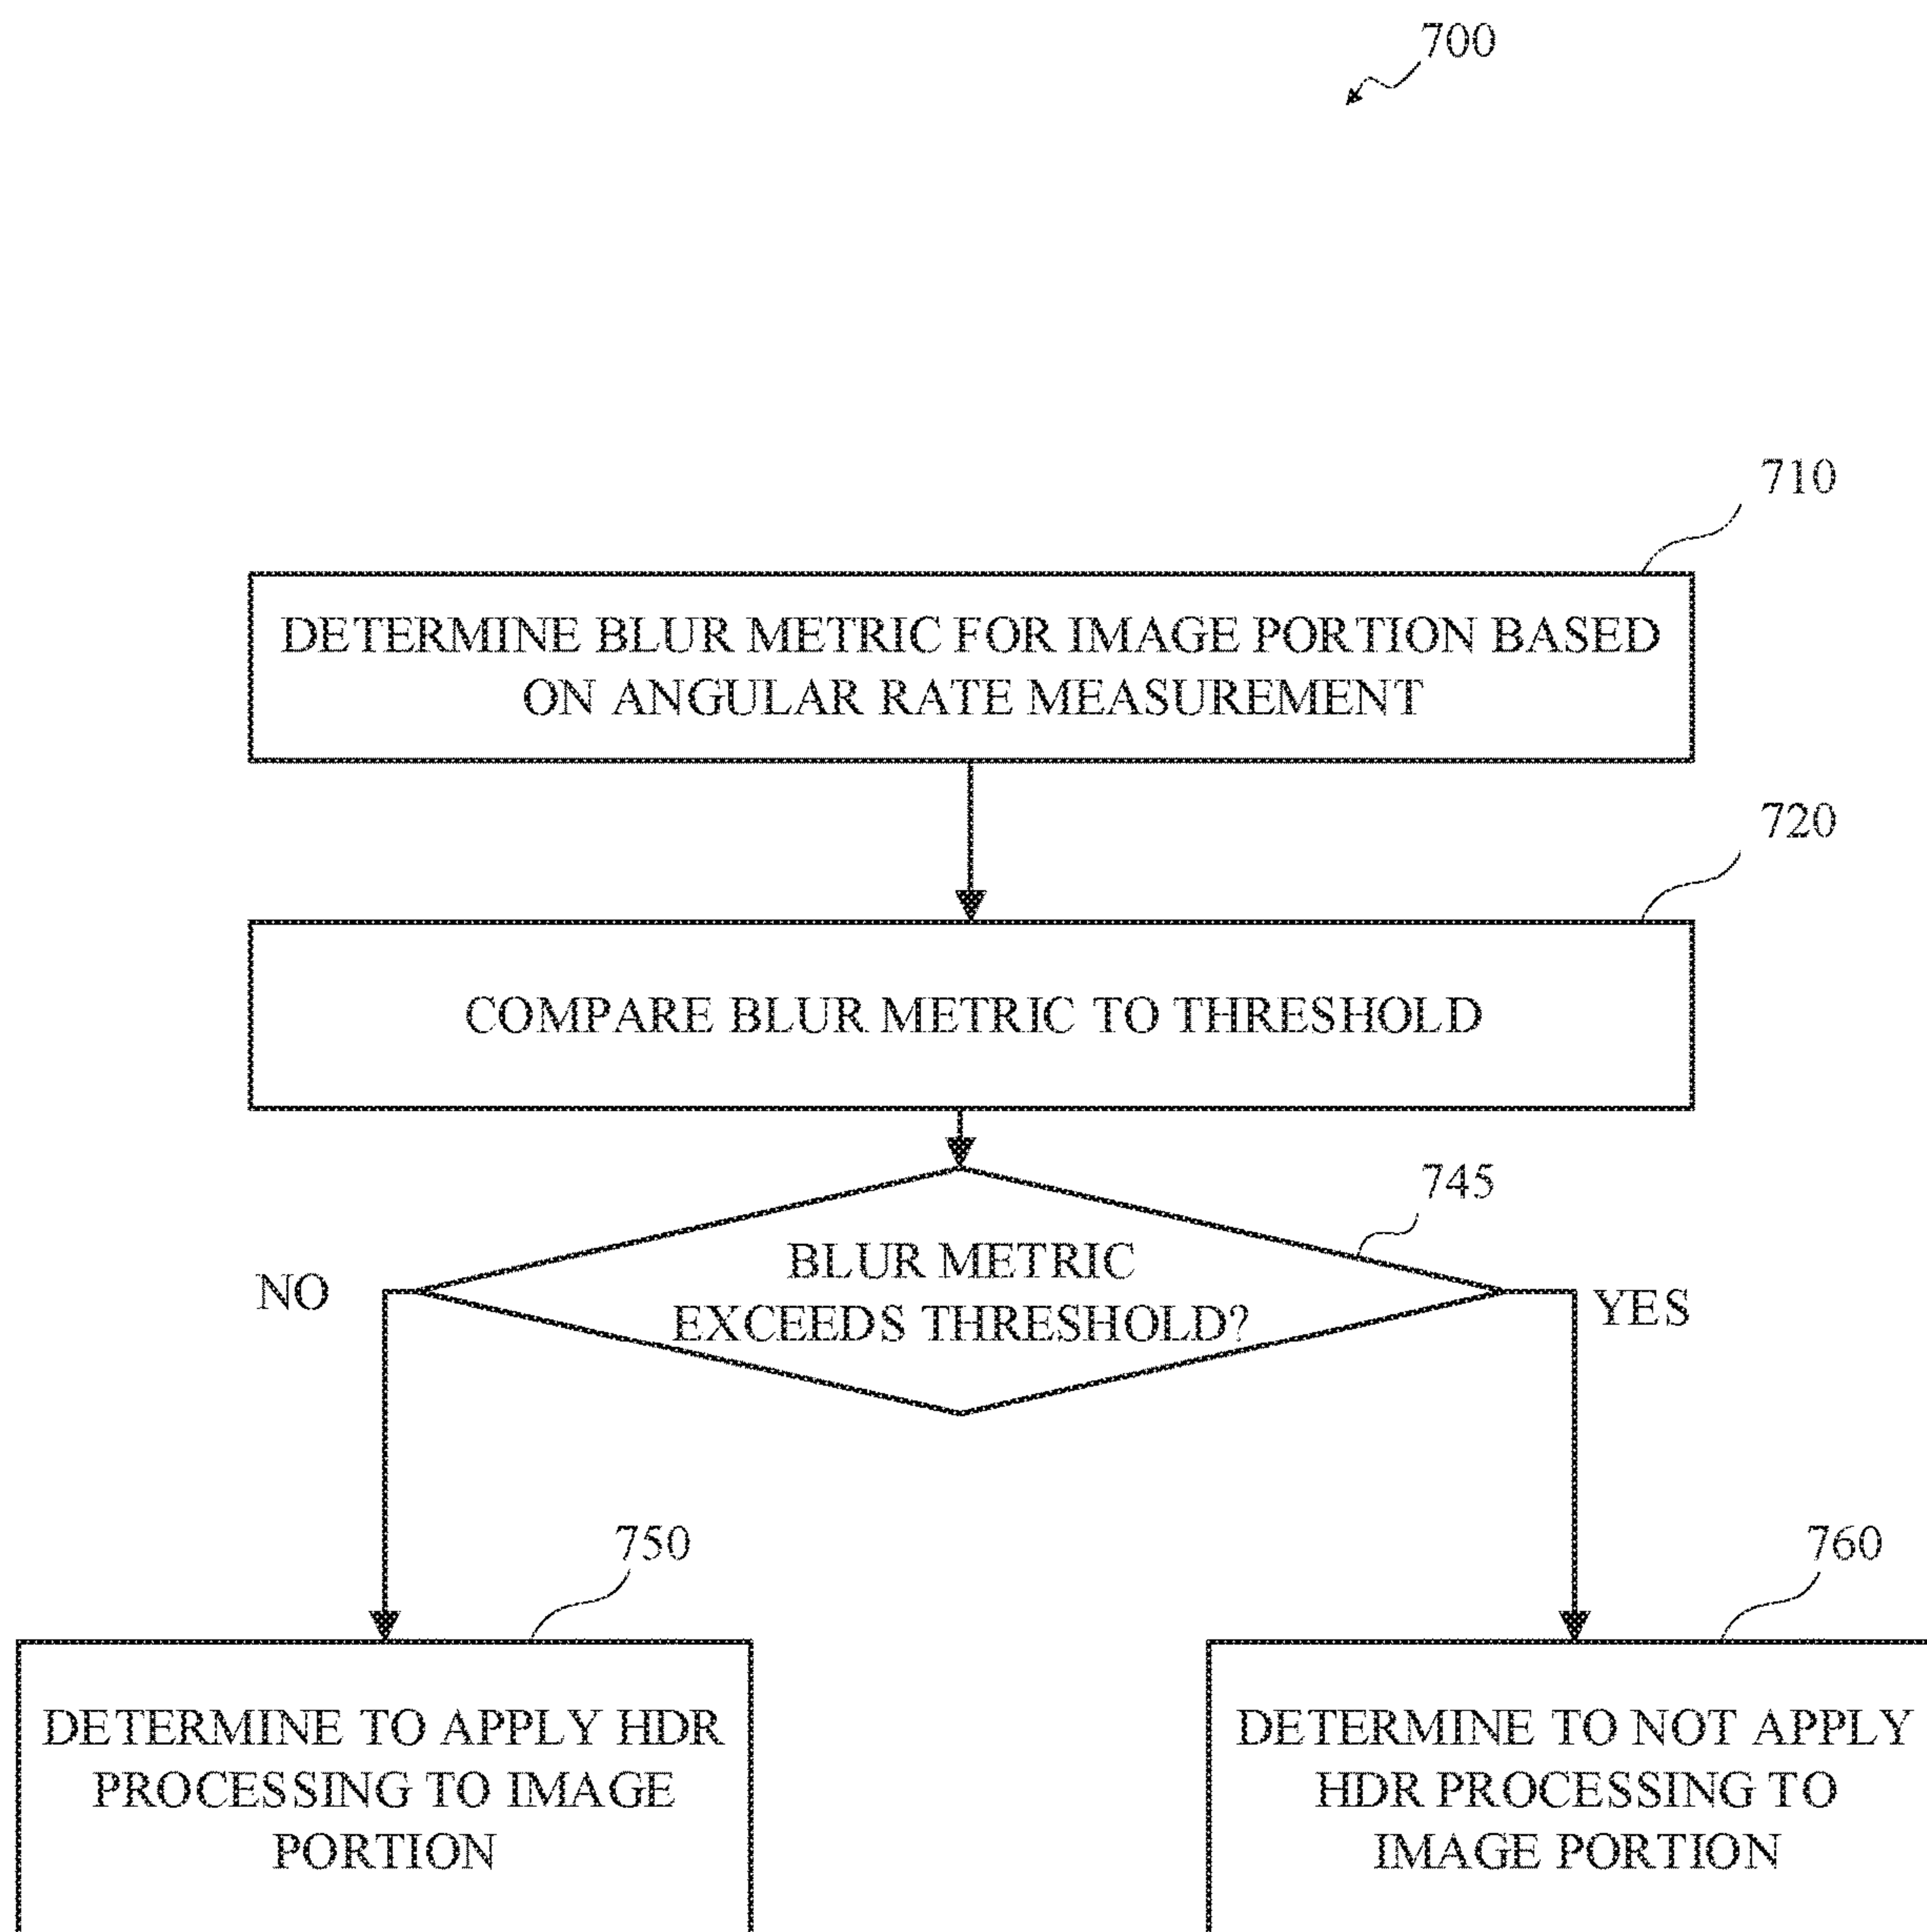 700
710
DETERMINE BLUR METRIC FOR IMAGE PORTION BASED
ON ANGULAR RATE MEASUREMENT
720
COMPARE BLUR METRIC TO THRESHOLD
745
BLUR METRIC
EXCEEDS THRESHOLD?
NO
YES
750
DETERMINE TO APPLY HDR
PROCESSING TO IMAGE
PORTION
760
DETERMINE TO NOT APPLY
HDR PROCESSING TO
IMAGE PORTION